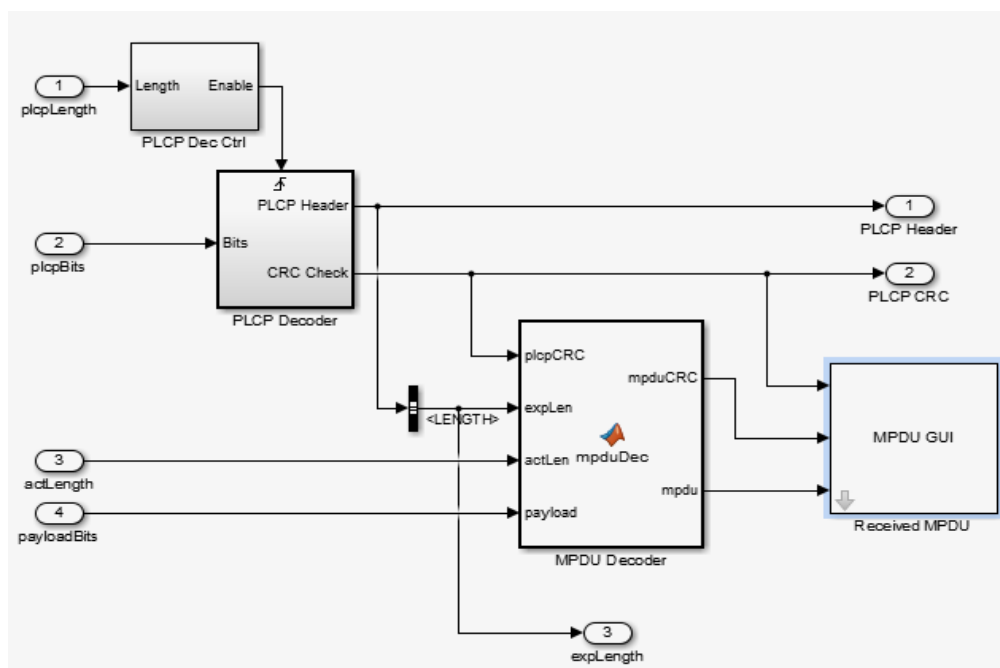 1
plcpLength
Length
Enable
PLCP Dec Ctrl
2
plcpBits
Bits
PLCP Header
CRC Check
PLCP Decoder
1
PLCP Header
2
PLCP CRC
<LENGTH>
3
actLength
4
payloadBits
plcpCRC
expLen
actLen
payload
mpduDec
mpduCRC
mpdu
MPDU Decoder
MPDU GUI
Received MPDU
3
expLength